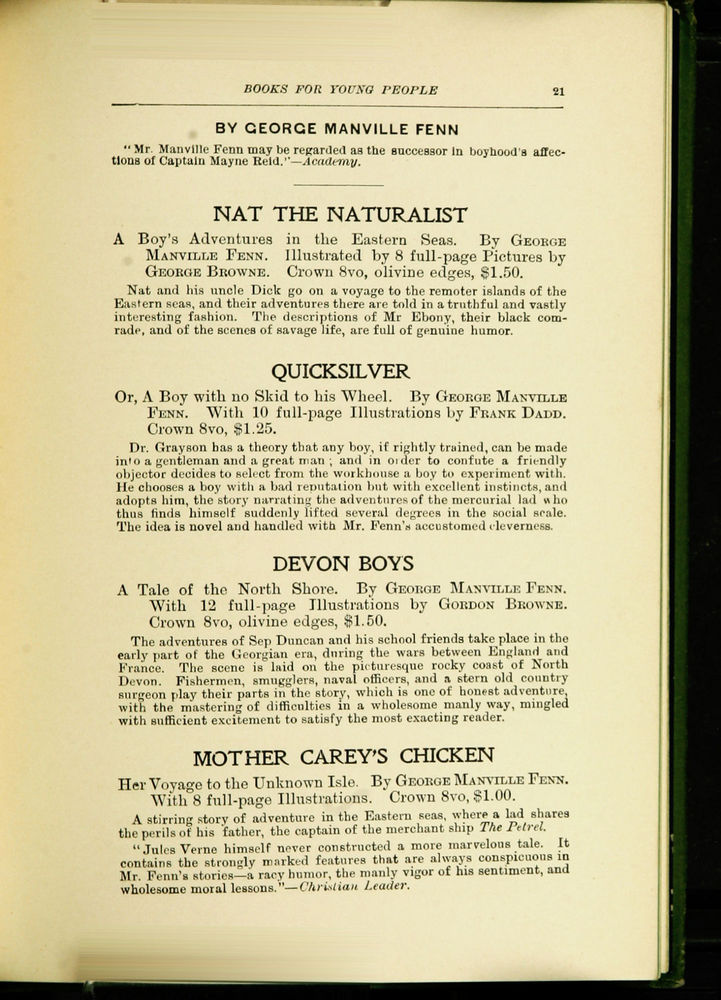 BOOKS FOR YOUNG PEOPLE 21
BY GEORGE MANVILLE FENN
"Mr. Manville Fenn may be regarded as the successor in boyhood's affec-
tions of Captain Mayne Reid."—Academy.
NAT THE NATURALIST
A Boy's Adventures in the Eastern Seas. By GEORGE
MANVILLE FENN. Illustrated by 8 full-page Pictures by
GEORGE BROWNE. Crown 8vo, olivine edges, $1.50.
Nat and his uncle Dick go on a voyage to the remoter islands of the
Eastern seas, and their adventures there are told in a truthful and vastly
interesting fashion. The descriptions of Mr Ebony, their black com-
rade, and of the scenes of savage life, are full of genuine humor.
QUICKSILVER
Or, A Boy with no Skid to his Wheel. By GEORGE MANVILLE
FENN. With 10 full-page Illustrations by FRANK DADD.
Crown 8vo, $1.25.
Dr. Grayson has a theory that any boy, if rightly trained, can be made
into a gentleman and a great man; and in order to confute a friendly
objector decides to select from the workhouse a boy to experiment with.
He chooses a boy with a bad reputation but with excellent instincts, and
adopts him, the story narrating the adventures of the mercurial lad who
thus finds himself suddenly lifted several degrees in the social scale.
The idea is novel and handled with Mr. Fenn's accustomed cleverness.
DEVON BOYS
A Tale of the North Shore. By GEORGE MANVILLE FENN.
With 12 full-page Illustrations by GORDON BROWNE.
Crown 8vo, olivine edges, $1.50.
The adventures of Sep Duncan and his school friends take place in the
early part of the Georgian era, during the wars between England and
France. The scene is laid on the picturesque rocky coast of North
Devon. Fishermen, smugglers, naval officers, and a stern old country
surgeon play their parts in the story, which is one of honest adventure,
with the mastering of difficulties in a wholesome manly way, mingled
with sufficient excitement to satisfy the most exacting reader.
MOTHER CAREY'S CHICKEN
Her Voyage to the Unknown Isle. By GEORGE MANVILLE FENN.
With 8 full-page Illustrations. Crown 8vo, $1.00.
A stirring story of adventure in the Eastern seas, where a lad shares
the perils of his father, the captain of the merchant ship The Petrel.
"Jules Verne himself never constructed a more marvelous tale. It
contains the strongly marked features that are always conspicuous in
Mr. Fenn's stories—a racy humor, the manly vigor of his sentiment, and
wholesome moral lessons."—Christian Leader.